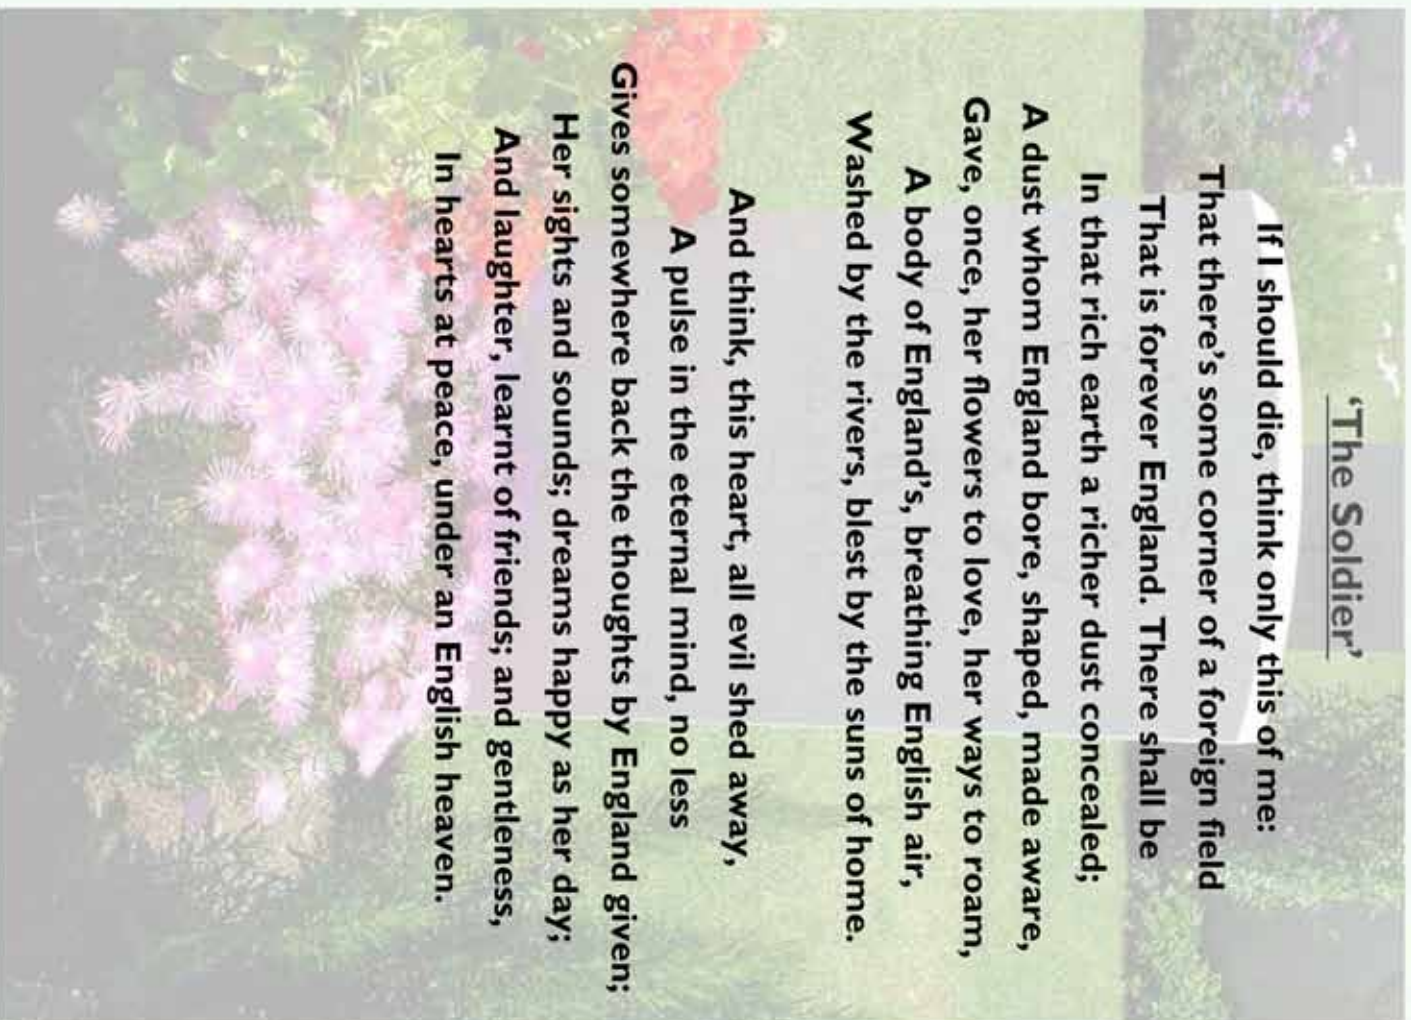 ‘The Soldier’
If I should die, think only this of me:
That there’s some corner of a foreign field
That is forever England. There shall be
In that rich earth a richer dust concealed;
A dust whom England bore, shaped, made aware,
Gave, once, her flowers to love, her ways to roam,
A body of England’s, breathing English air,
Washed by the rivers, blest by the suns of home.
And think, this heart, all evil shed away,
A pulse in the eternal mind, no less
Gives somewhere back the thoughts by England given;
Her sights and sounds; dreams happy as her day;
And laughter, learnt of friends; and gentleness,
In hearts at peace, under an English heaven.